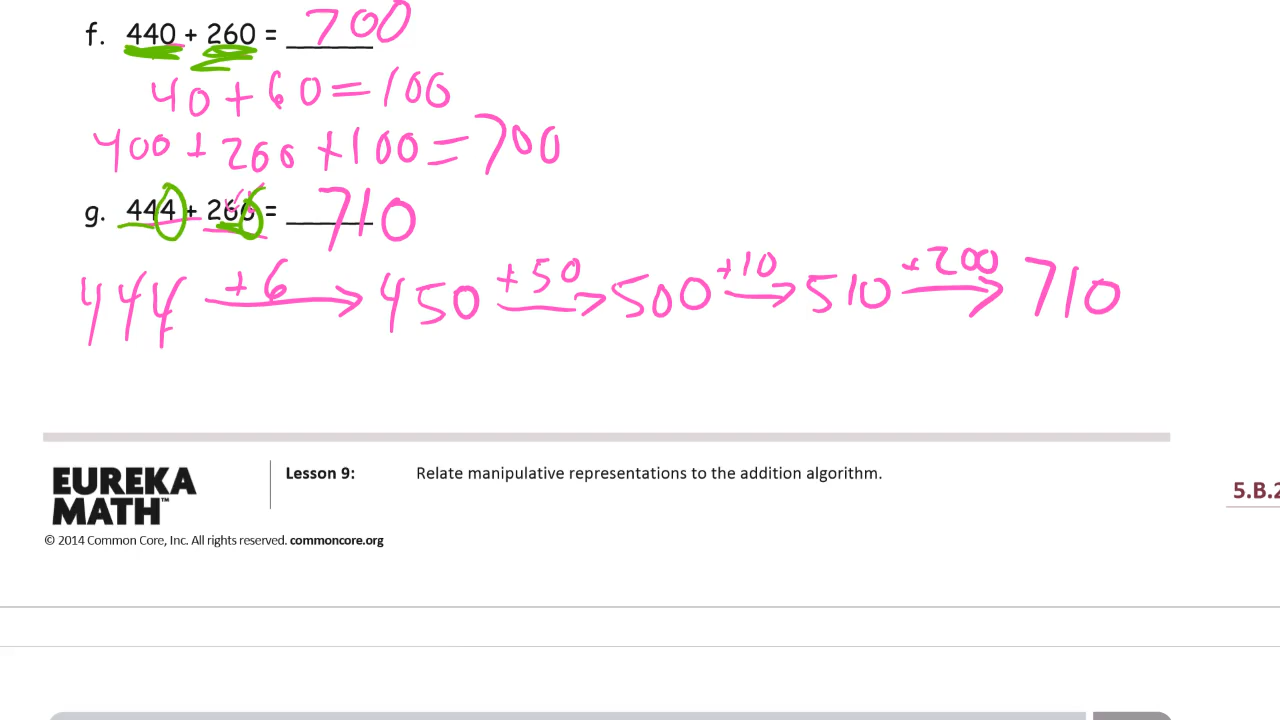 f. 440 + 260 = 700
40 + 60 = 100
400 + 200 + 100 = 700
g. 444 + 266 = 710
444 +6 → 450 +50 → 500 +10 → 510 +200 → 710
EUREKA MATH™
Lesson 9: Relate manipulative representations to the addition algorithm.
5.B.2
© 2014 Common Core, Inc. All rights reserved. commoncore.org